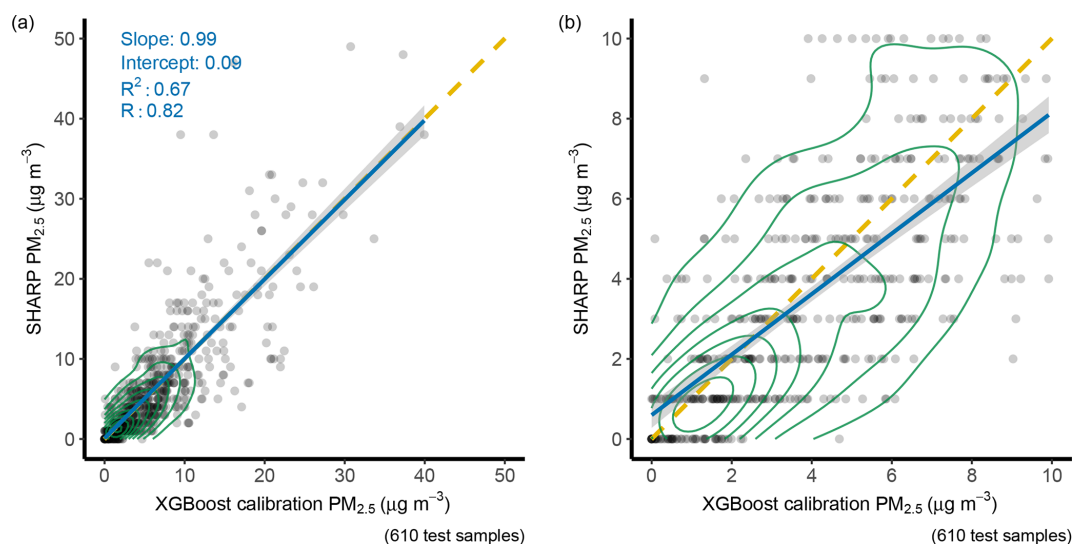 (a)
Slope: 0.99
Intercept: 0.09
R²: 0.67
R: 0.82
50
40
30
20
10
0
SHARP PM₂.₅ (μg m⁻³)
0 10 20 30 40 50
XGBoost calibration PM₂.₅ (μg m⁻³)
(610 test samples)
(b)
10
8
6
4
2
0
SHARP PM₂.₅ (μg m⁻³)
0 2 4 6 8 10
XGBoost calibration PM₂.₅ (μg m⁻³)
(610 test samples)